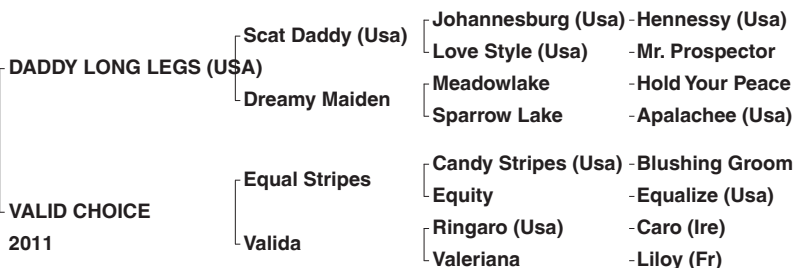 Johannesburg (Usa) - Hennessy (Usa)
Scat Daddy (Usa)
Love Style (Usa) - Mr. Prospector
DADDY LONG LEGS (USA)
Meadowlake - Hold Your Peace
Dreamy Maiden
Sparrow Lake - Apalachee (Usa)
Candy Stripes (Usa) - Blushing Groom
Equal Stripes
Equity - Equalize (Usa)
VALID CHOICE
Ringaro (Usa) - Caro (Ire)
2011
Valida
Valeriana - Liloy (Fr)